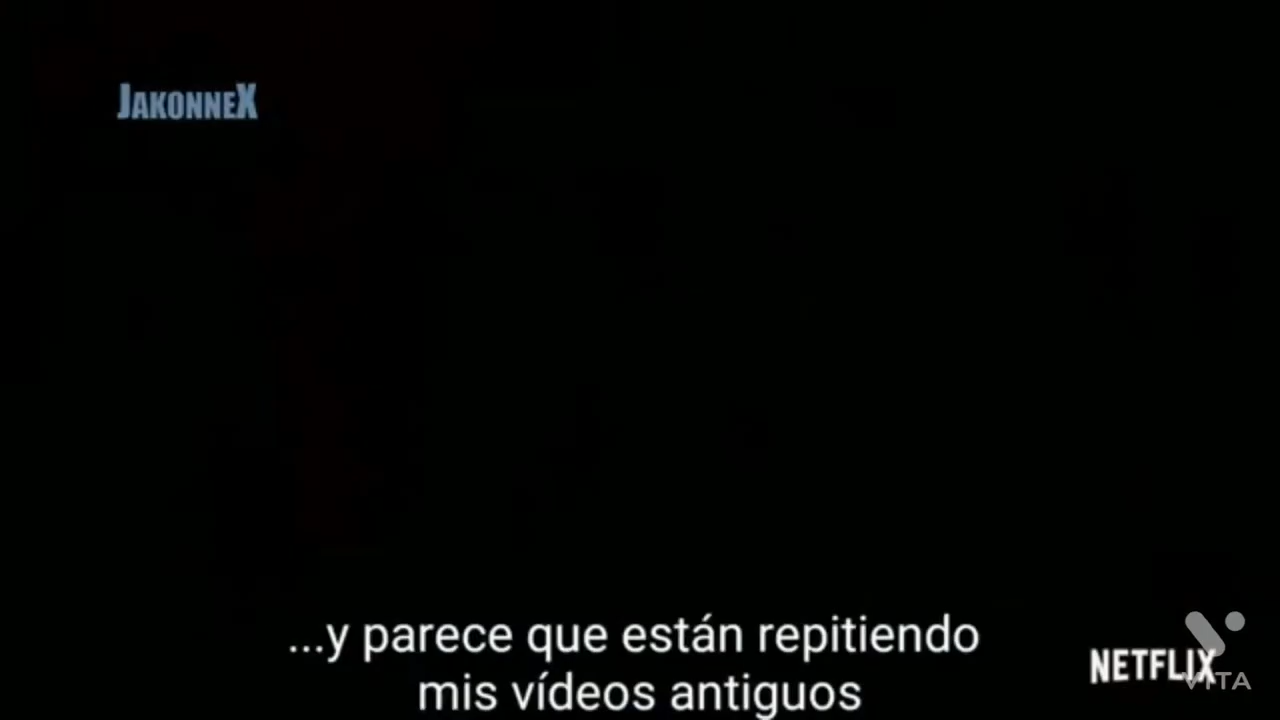 JAKONNEX
...y parece que están repitiendo
mis vídeos antiguos
NETFLIX
VITA